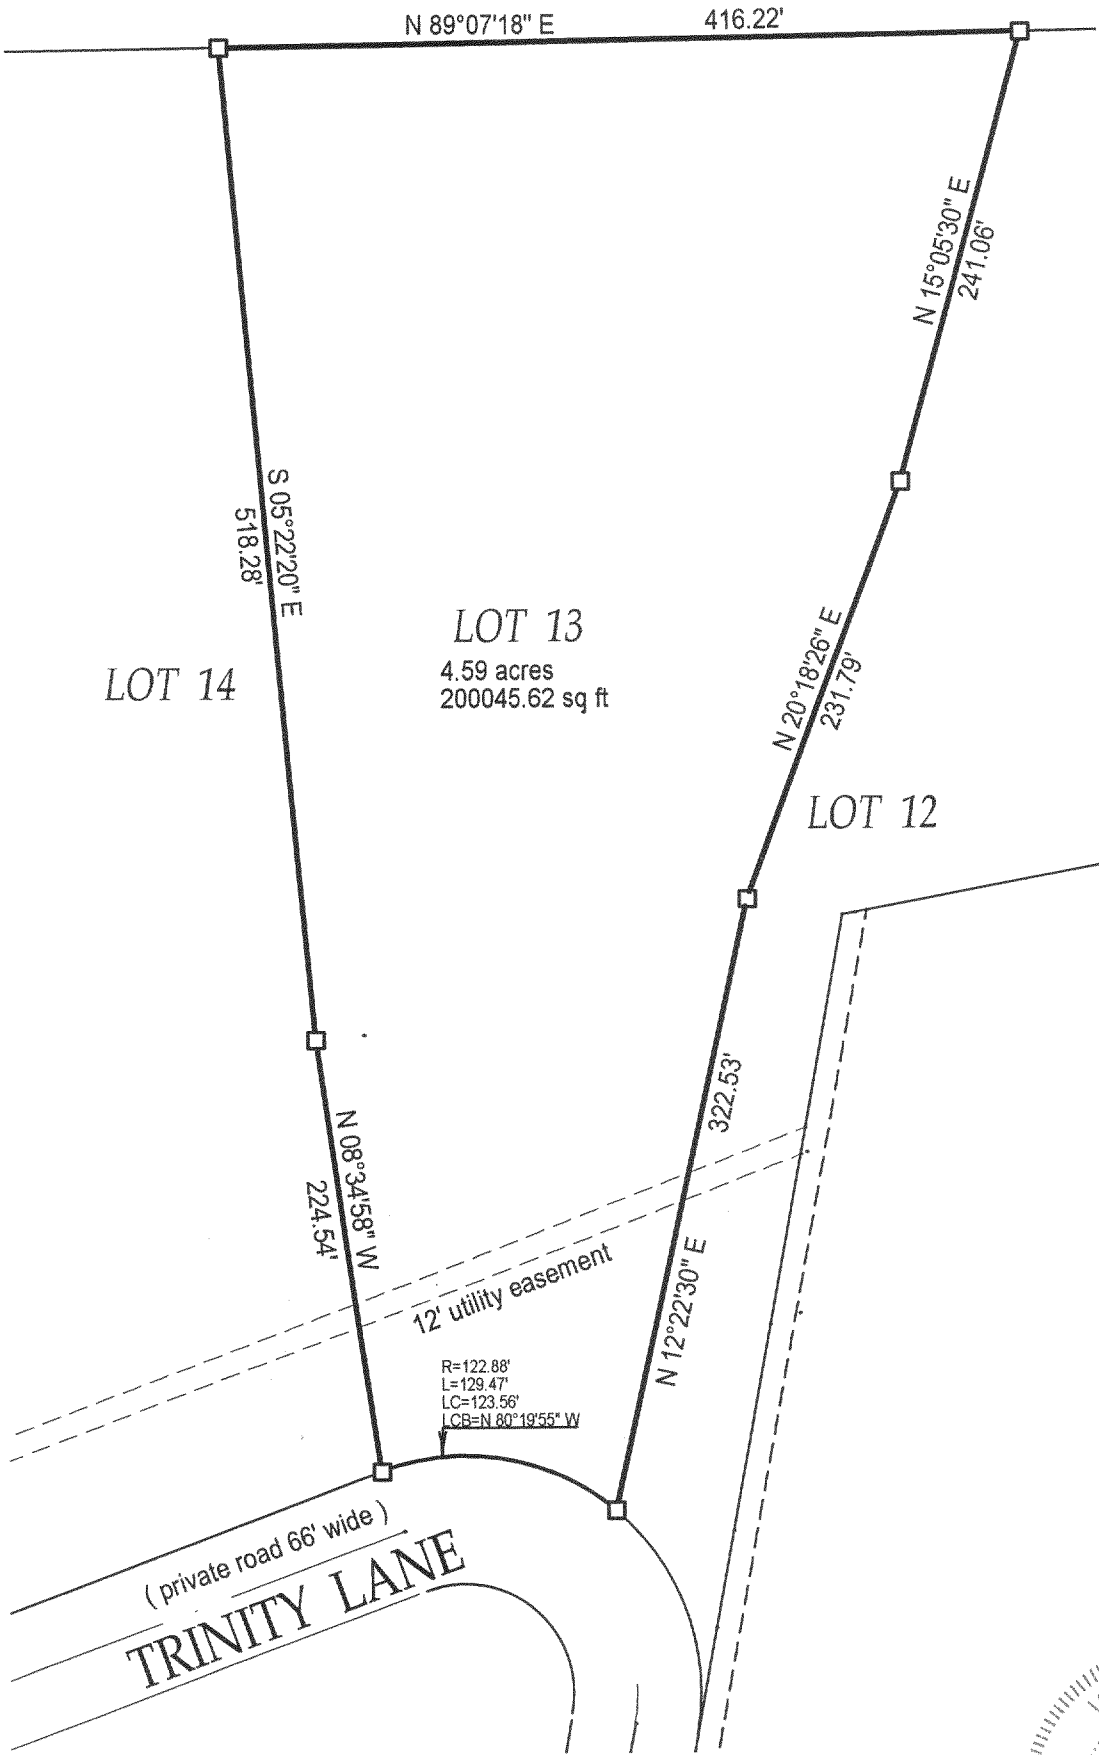 N 89°07'18" E 416.22'
N 15°05'30" E
241.06'
S 05°22'20" E
518.28'
LOT 13
4.59 acres
200045.62 sq ft
N 20°18'26" E
231.79'
LOT 14
LOT 12
322.53'
N 12°22'30" E
N 08°34'58" W
224.54'
12' utility easement
R=122.88'
L=129.47'
LC=123.56'
LCB=N 80°19'55" W
( private road 66' wide )
TRINITY LANE